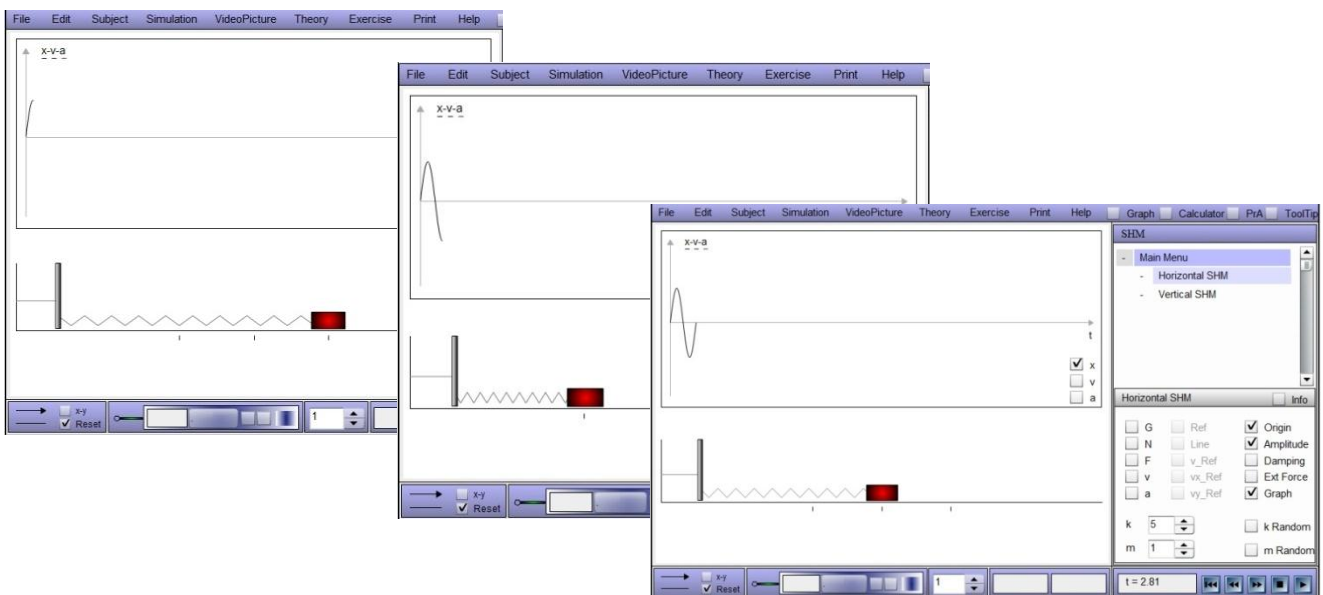 File Edit Subject Simulation VideoPicture Theory Exercise Print Help
x-v-a
x-y
Reset
1
File Edit Subject Simulation VideoPicture Theory Exercise Print Help
x-v-a
x-y
Reset
File Edit Subject Simulation VideoPicture Theory Exercise Print Help Graph Calculator PrA ToolTip
x-v-a
t
x
v
a
x-y
Reset
1
SHM
- Main Menu
- Horizontal SHM
- Vertical SHM
Horizontal SHM Info
G Ref Origin
N Line Amplitude
F v_Ref Damping
v vx_Ref Ext Force
a vy_Ref Graph
k 5 k Random
m 1 m Random
t = 2.81